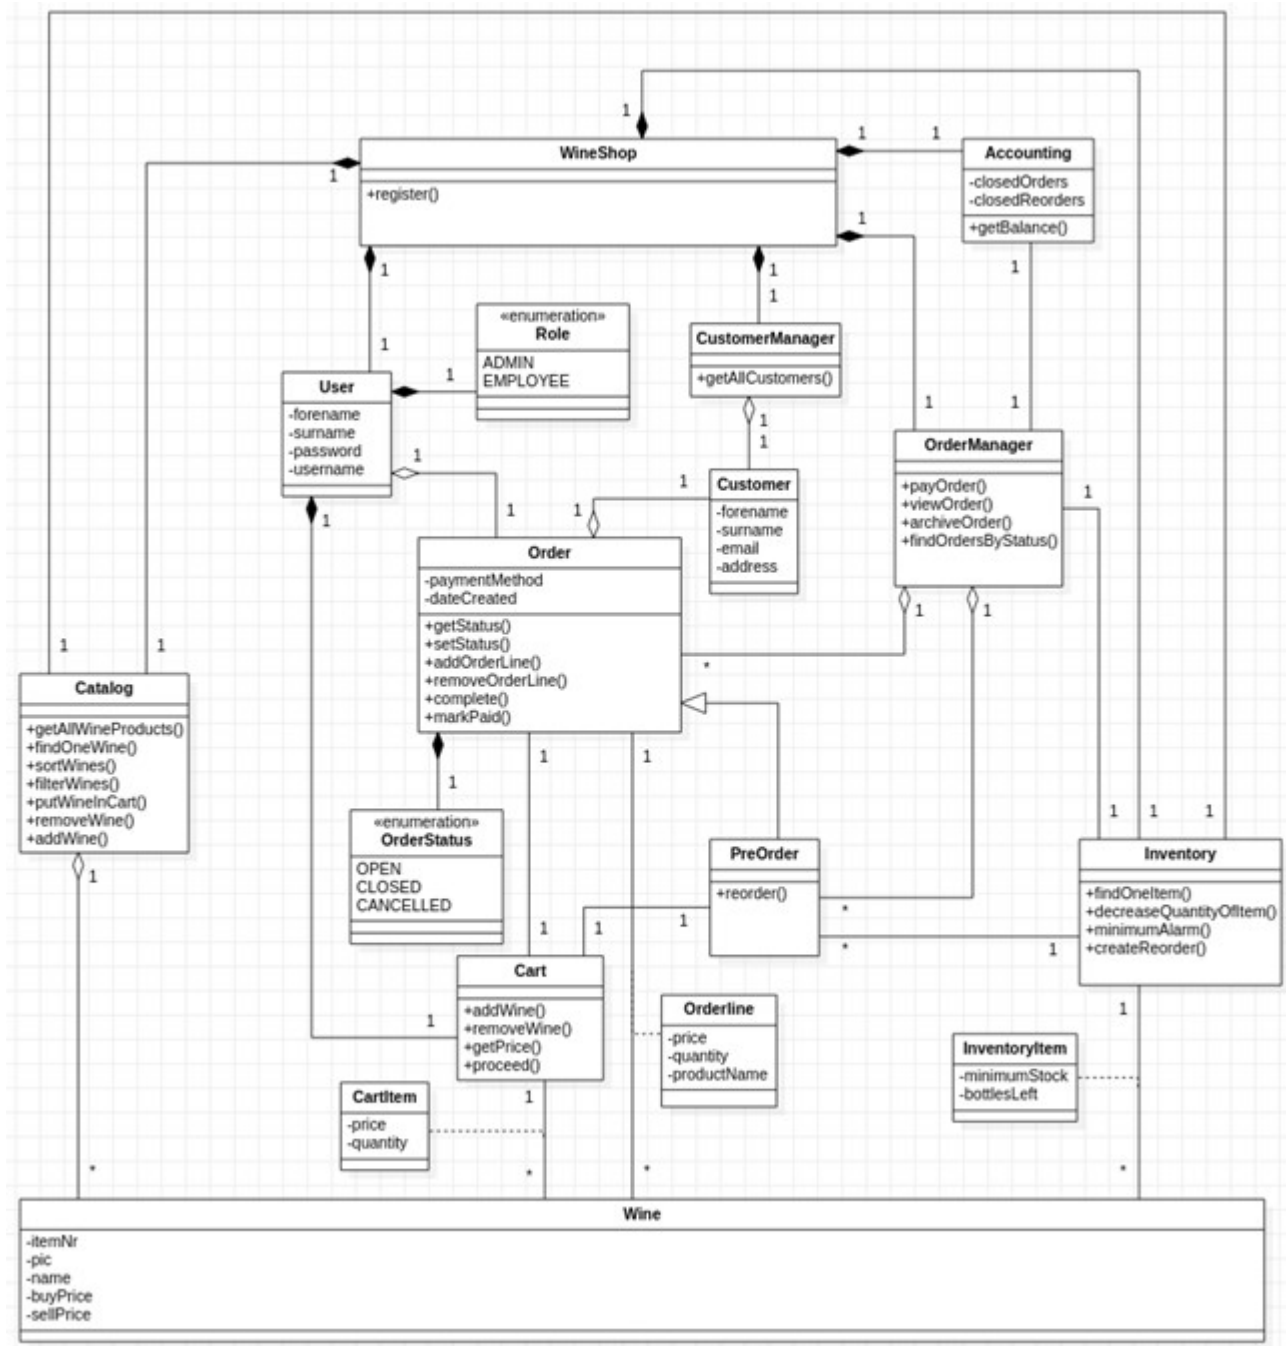 1
WineShop
+register()
1
1
1
1
1
1
Accounting
-closedOrders
-closedReorders
+getBalance()
1
1
«enumeration»
Role
ADMIN
EMPLOYEE
1
1
CustomerManager
+getAllCustomers()
1
1
User
-forename
-surname
-password
-username
1
1
1
1
1
1
OrderManager
+payOrder()
+viewOrder()
+archiveOrder()
+findOrdersByStatus()
1
1
1
Customer
-forename
-surname
-email
-address
1
1
1
Order
-paymentMethod
-dateCreated
+getStatus()
+setStatus()
+addOrderLine()
+removeOrderLine()
+complete()
+markPaid()
*
1
1
Catalog
+getAllWineProducts()
+findOneWine()
+sortWines()
+filterWines()
+putWineInCart()
+removeWine()
+addWine()
1
1
1
1
«enumeration»
OrderStatus
OPEN
CLOSED
CANCELLED
1
1
1
PreOrder
+reorder()
*
*
1
1
1
1
Inventory
+findOneItem()
+decreaseQuantityOfItem()
+minimumAlarm()
+createReorder()
1
Cart
+addWine()
+removeWine()
+getPrice()
+proceed()
1
1
Orderline
-price
-quantity
-productName
InventoryItem
-minimumStock
-bottlesLeft
CartItem
-price
-quantity
*
*
*
*
Wine
-itemNr
-pic
-name
-buyPrice
-sellPrice